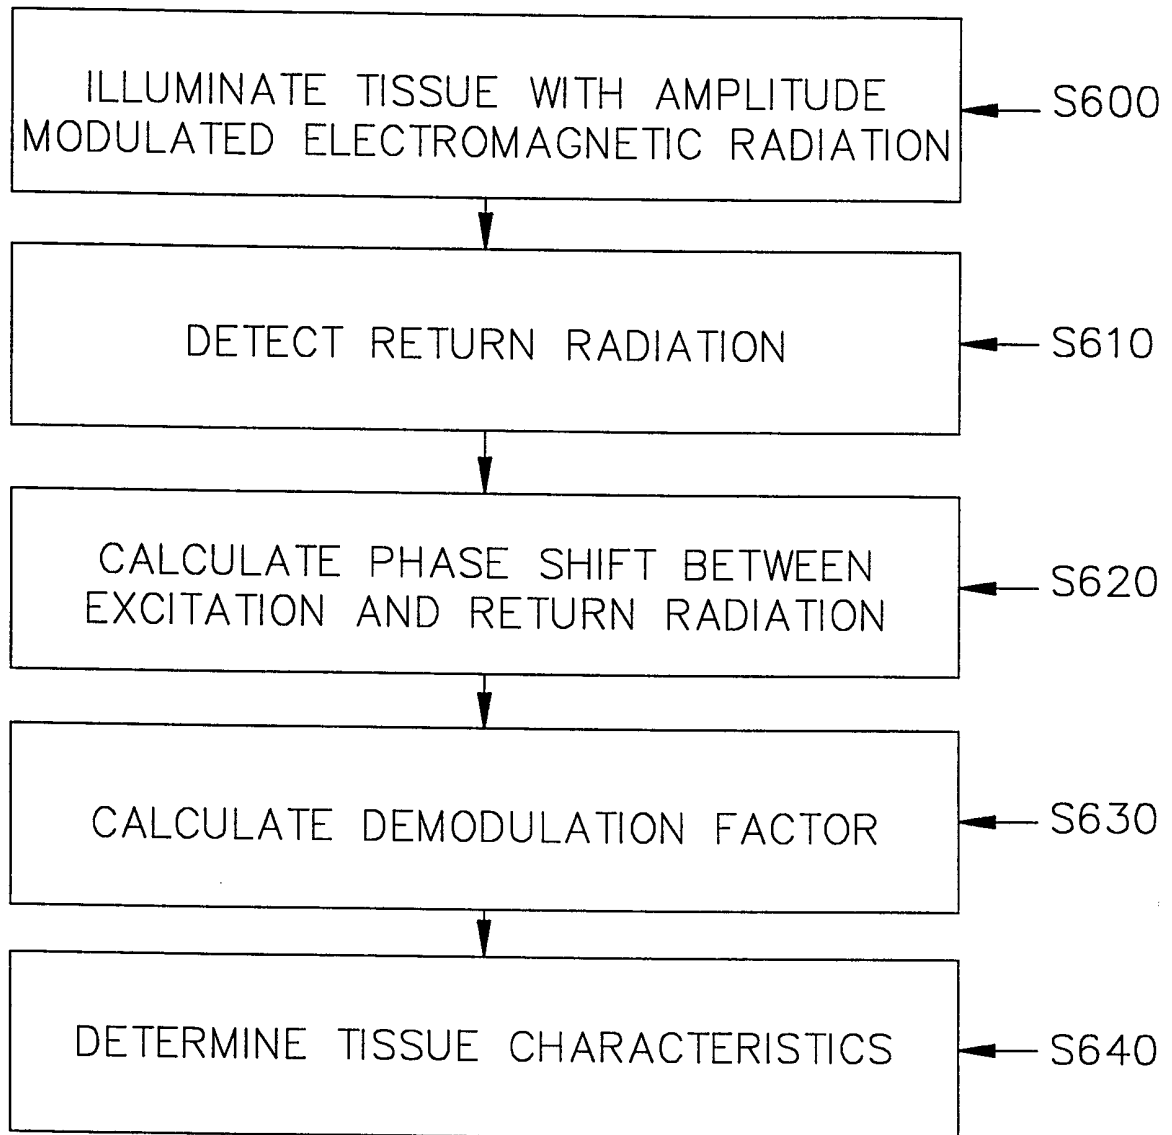 ILLUMINATE TISSUE WITH AMPLITUDE
MODULATED ELECTROMAGNETIC RADIATION
S600
DETECT RETURN RADIATION
S610
CALCULATE PHASE SHIFT BETWEEN
EXCITATION AND RETURN RADIATION
S620
CALCULATE DEMODULATION FACTOR
S630
DETERMINE TISSUE CHARACTERISTICS
S640